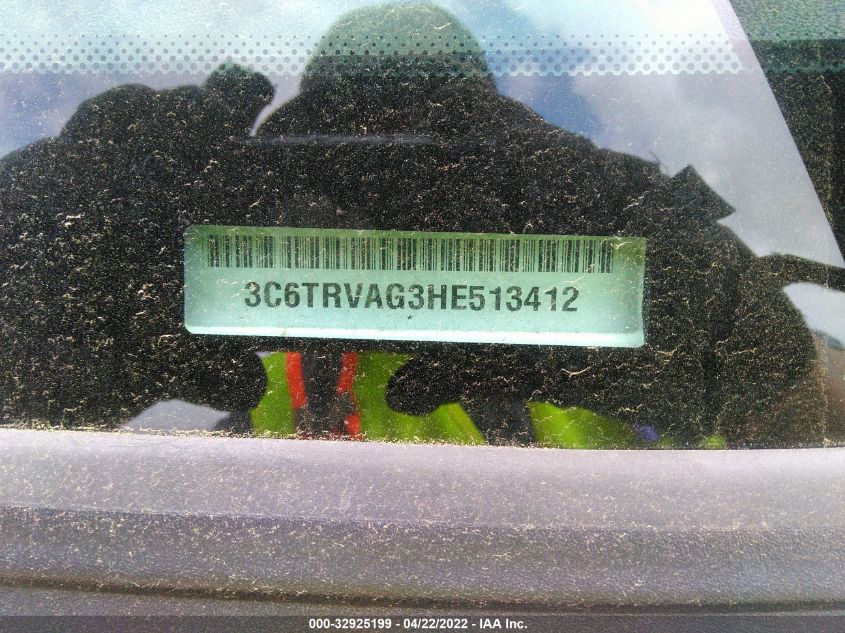 3C6TRVAG3HE513412
*
000-32925199 - 04/22/2022 - IAA Inc.